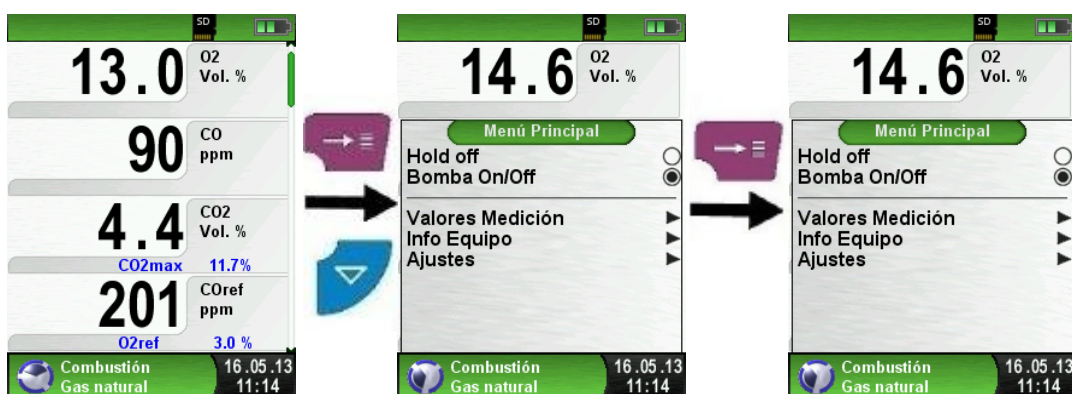 SD
13.0 O2
Vol. %
90 CO
ppm
4.4 CO2
Vol. %
CO2max 11.7%
201 COref
ppm
O2ref 3.0 %
Combustión 16.05.13
Gas natural 11:14
SD
14.6 O2
Vol. %
Menú Principal
Hold off
Bomba On/Off
Valores Medición
Info Equipo
Ajustes
Combustión 16.05.13
Gas natural 11:14
SD
14.6 O2
Vol. %
Menú Principal
Hold off
Bomba On/Off
Valores Medición
Info Equipo
Ajustes
Combustión 16.05.13
Gas natural 11:14